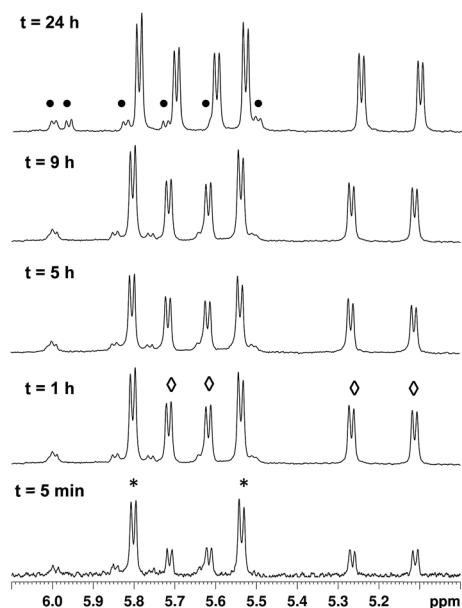 t = 24 h
t = 9 h
t = 5 h
t = 1 h
t = 5 min
* *
6.0 5.9 5.8 5.7 5.6 5.5 5.4 5.3 5.2 ppm